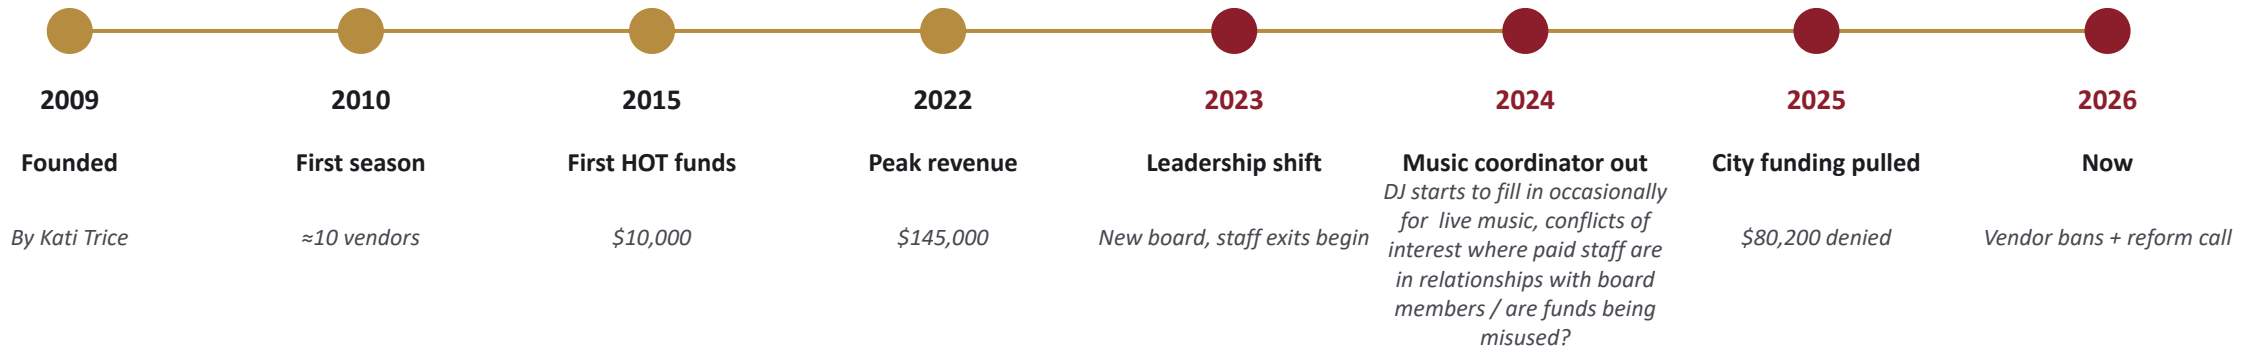 2009
Founded
By Kati Trice
2010
First season
≈10 vendors
2015
First HOT funds
$10,000
2022
Peak revenue
$145,000
2023
Leadership shift
New board, staff exits begin
2024
Music coordinator out
DJ starts to fill in occasionally
for live music, conflicts of
interest where paid staff are
in relationships with board
members / are funds being
misused?
2025
City funding pulled
$80,200 denied
2026
Now
Vendor bans + reform call